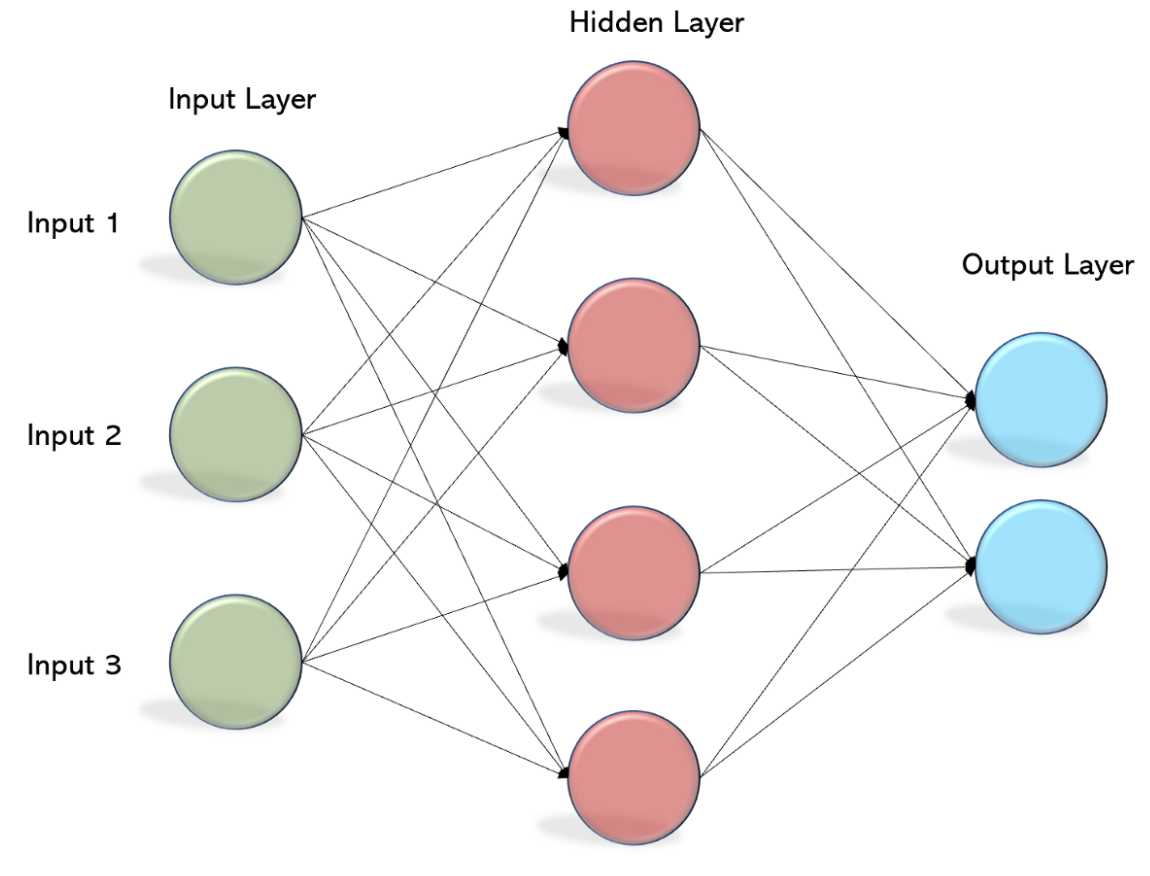 Hidden Layer
Input Layer
Input 1
Output Layer
Input 2
Input 3